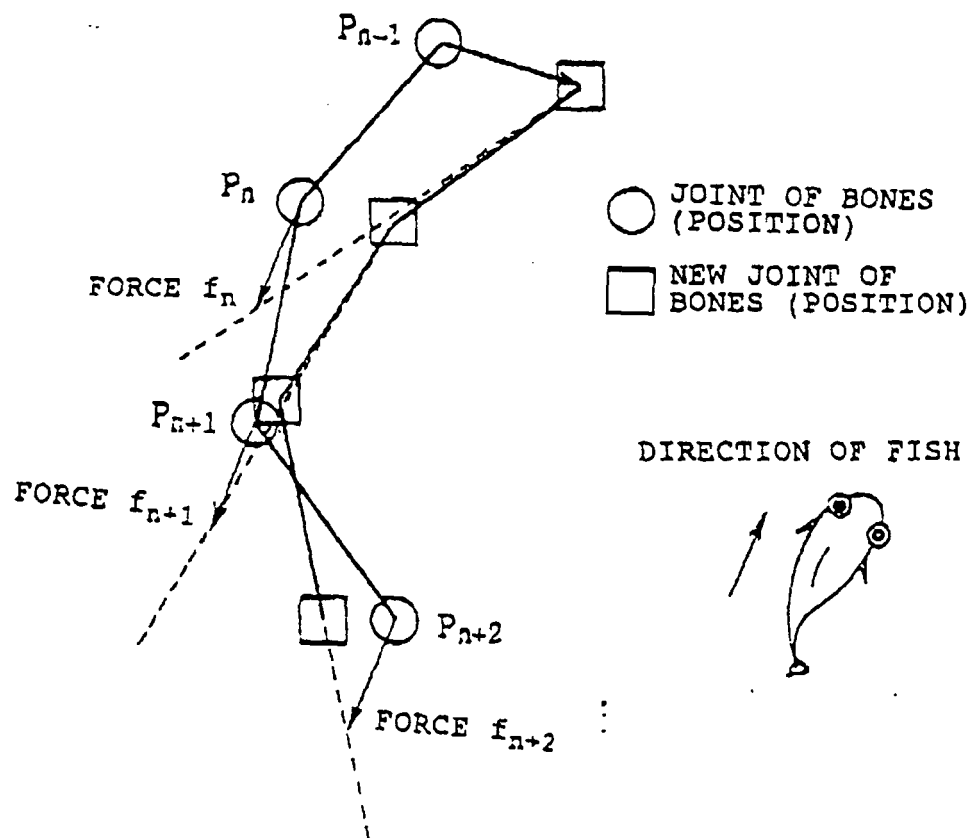 Pn-1
Pn
JOINT OF BONES
(POSITION)
FORCE fn
NEW JOINT OF
BONES (POSITION)
Pn+1
DIRECTION OF FISH
FORCE fn+1
Pn+2
FORCE fn+2